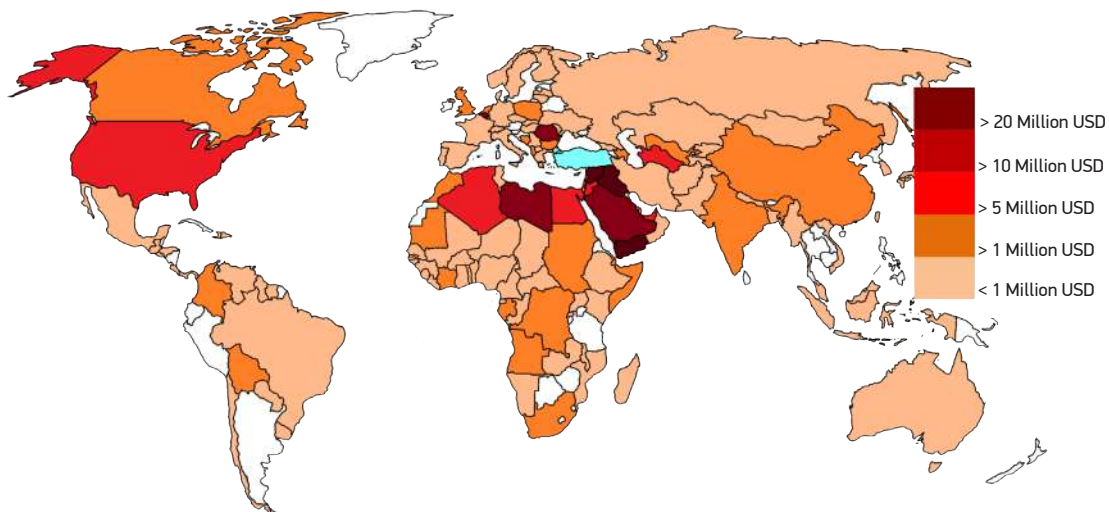 > 20 Million USD
> 10 Million USD
> 5 Million USD
> 1 Million USD
< 1 Million USD